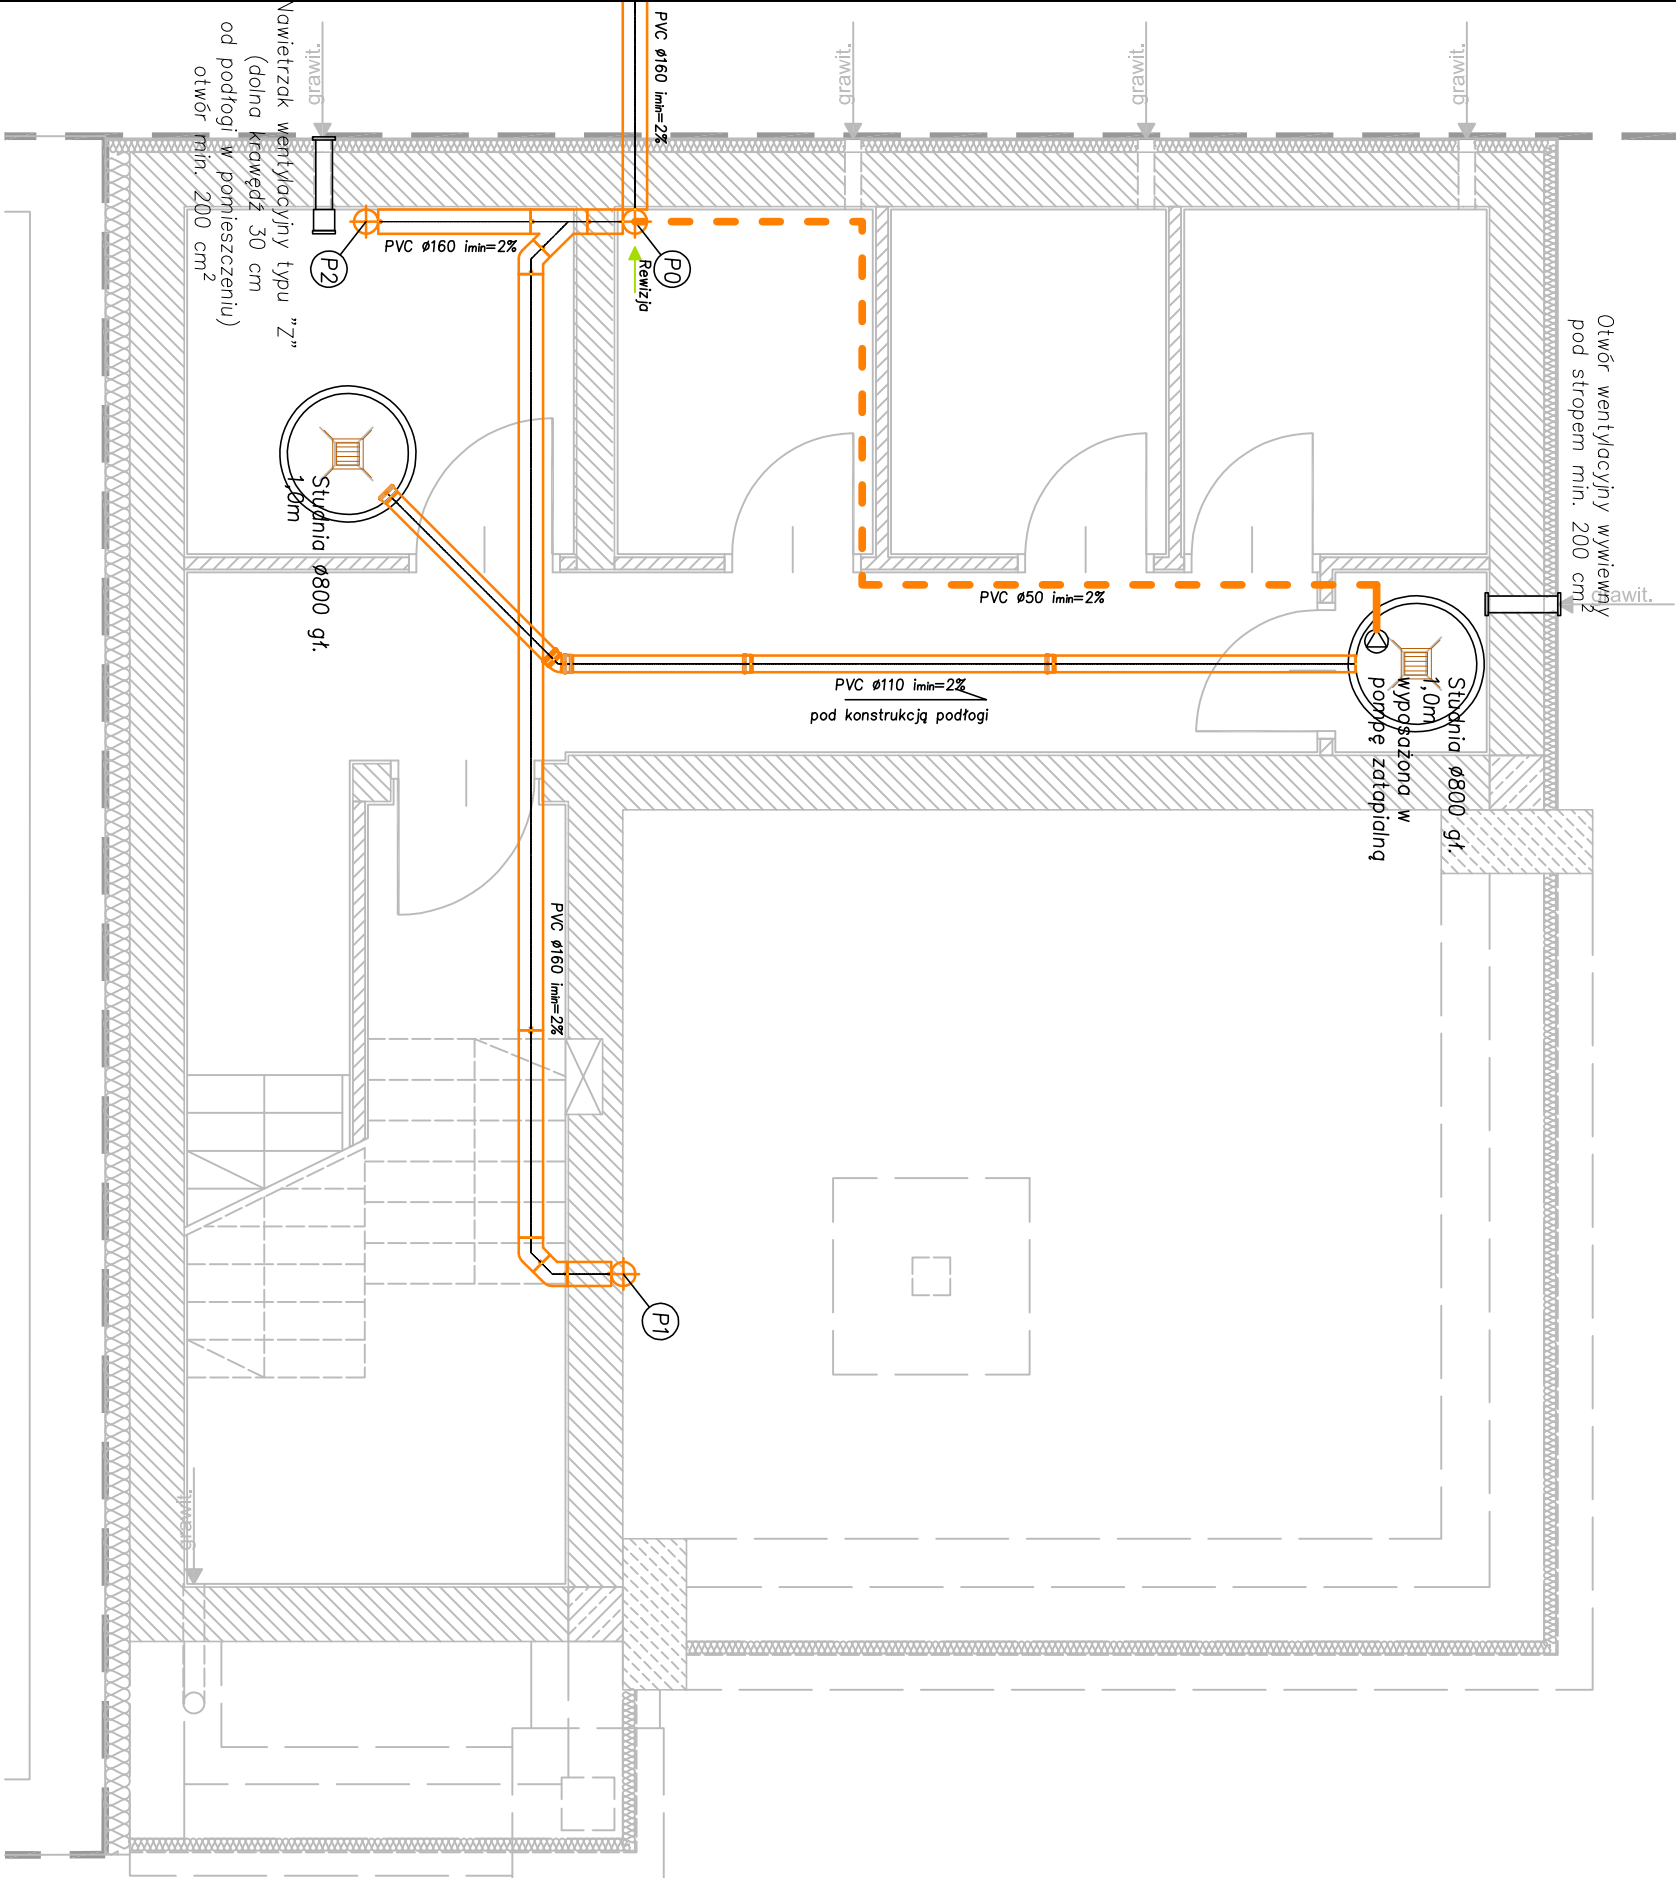 Nawietrzak wentylacyjny typu "Z"
(dolna krawędź 30 cm
od podłogi w pomieszczeniu)
otwór min. 200 cm²
grawit.
PVC ø160 imin=2%
grawit.
grawit.
grawit.
PVC ø160 imin=2%
P2
P0
Rewizja
Otwór wentylacyjny wywiewny
pod stropem min. 200 cm²
grawit.
Studnia ø800 gł.
1,0m
PVC ø50 imin=2%
PVC ø110 imin=2%
pod konstrukcją podłogi
Studnia ø800 gł.
1,0m
wyposażona w
pompę zatapialną
PVC ø160 imin=2%
P1
grawit.